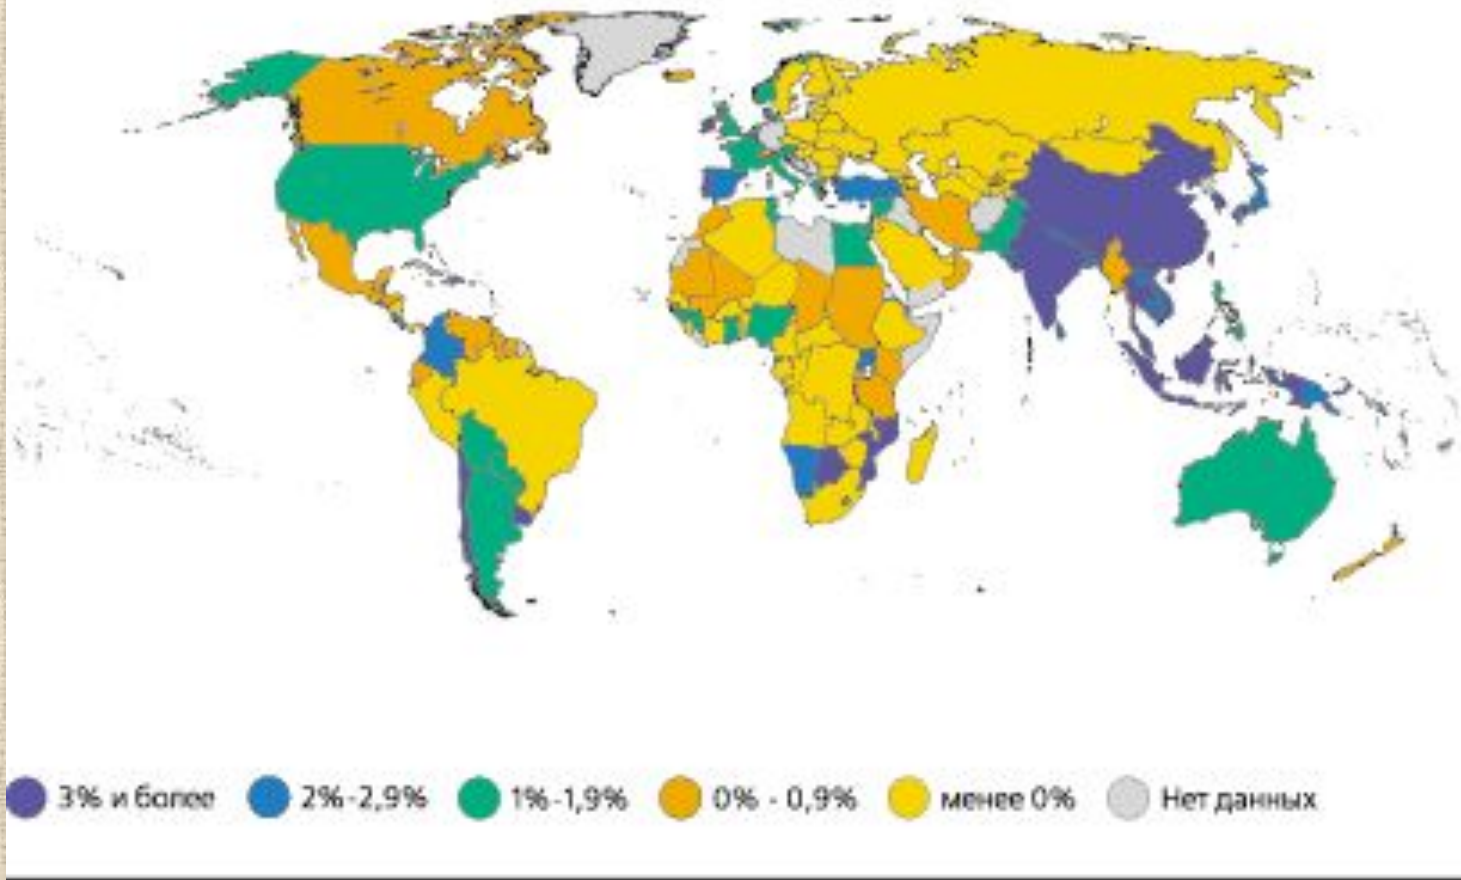 3% и более 2%-2,9% 1%-1,9% 0% - 0,9% менее 0% Нет данных